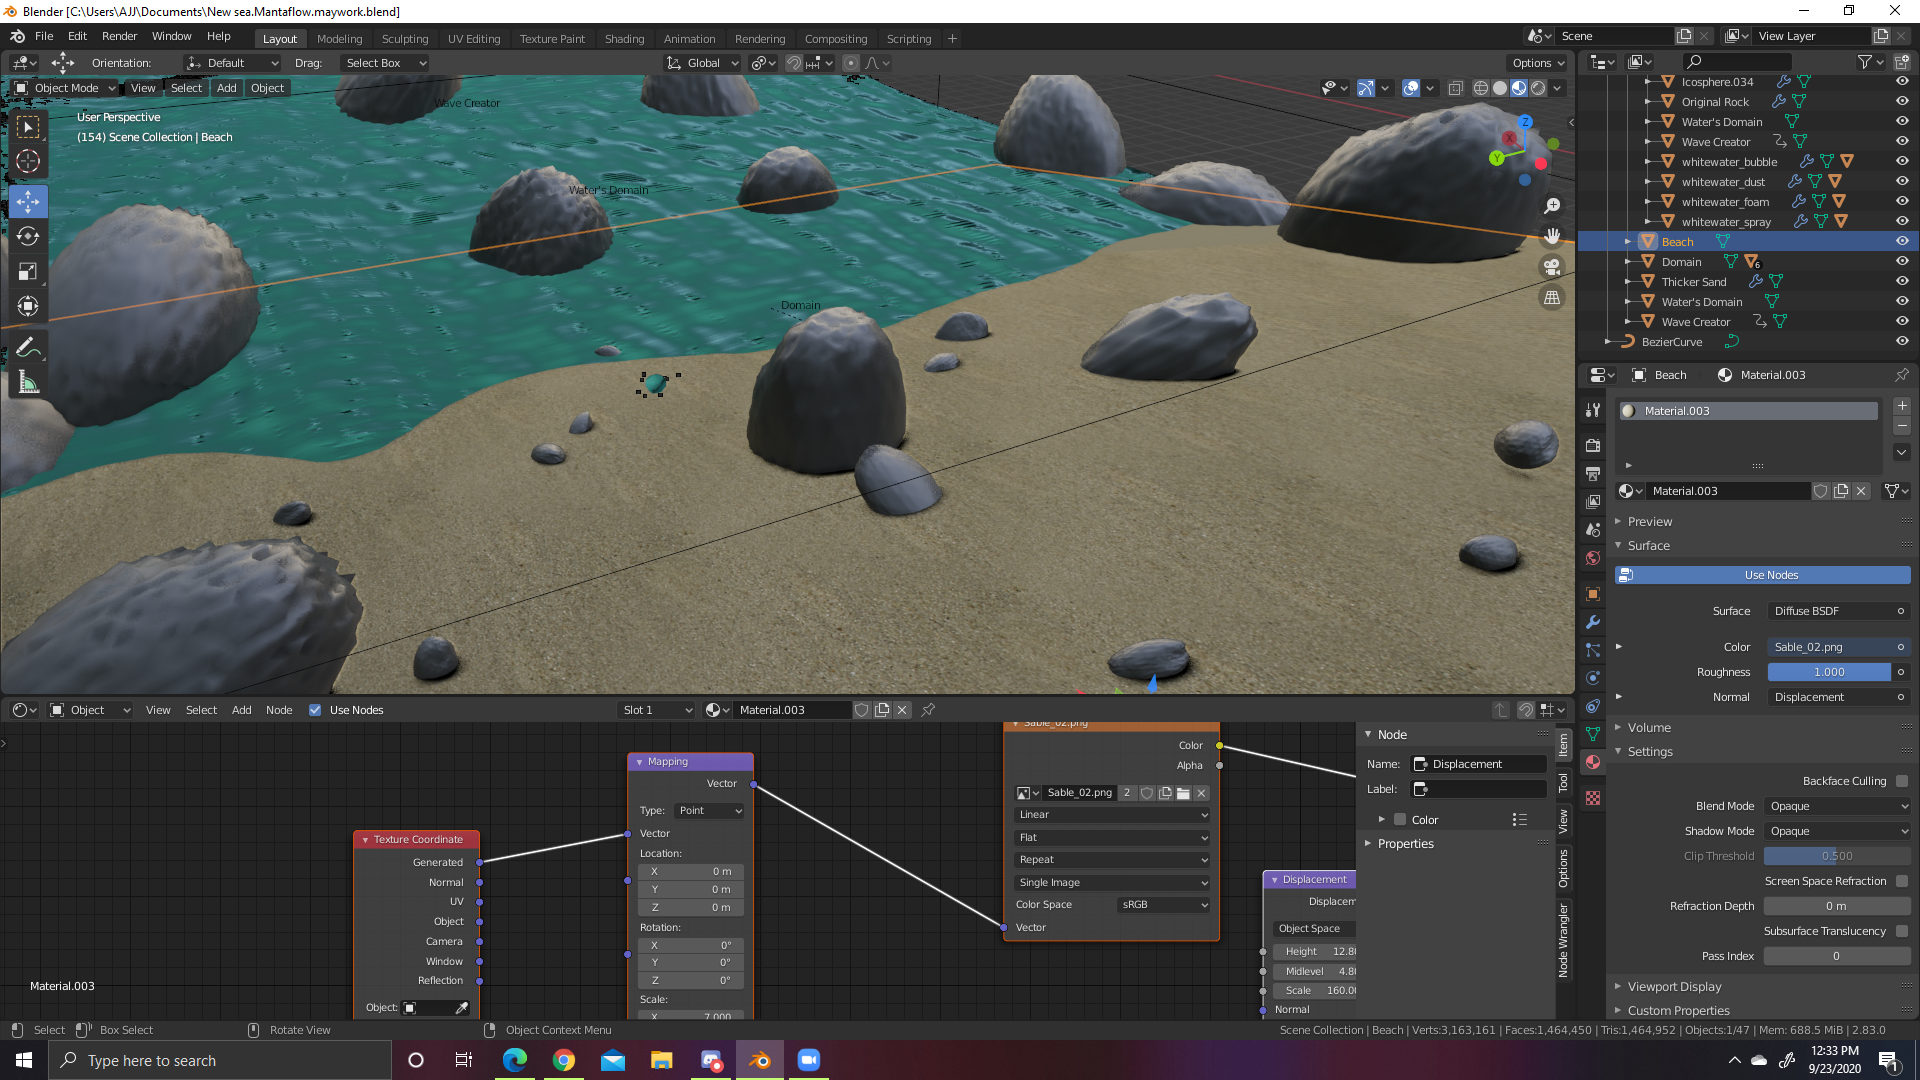 Blender [C:\Users\AJJ\Documents\New sea.Mantaflow.maywork.blend]
File Edit Render Window Help Layout Modeling Sculpting UV Editing Texture Paint Shading Animation Rendering Compositing Scripting + Scene View Layer
Orientation: Default Drag: Select Box Global Options
Object Mode View Select Add Object
User Perspective
(154) Scene Collection | Beach
Wave Creator
Water's Domain
Domain
X
Y
Z
Icosphere.034
Original Rock
Water's Domain
Wave Creator
whitewater_bubble
whitewater_dust
whitewater_foam
whitewater_spray
Beach
Domain 6
Thicker Sand
Water's Domain
Wave Creator
BezierCurve
Beach Material.003
Material.003
Material.003
Preview
Surface
Use Nodes
Surface Diffuse BSDF
Color Sable_02.png
Roughness 1.000
Normal Displacement
Volume
Settings
Backface Culling
Blend Mode Opaque
Shadow Mode Opaque
Clip Threshold 0.500
Screen Space Refraction
Refraction Depth 0 m
Subsurface Translucency
Pass Index 0
Viewport Display
Custom Properties
Object View Select Add Node Use Nodes Slot 1 Material.003
Texture Coordinate
Generated
Normal
UV
Object
Camera
Window
Reflection
Object:
Mapping
Vector
Type: Point
Vector
Location:
X 0 m
Y 0 m
Z 0 m
Rotation:
X 0°
Y 0°
Z 0°
Scale:
X 7.000
Sable_02.png
Color
Alpha
Sable_02.png 2
Linear
Flat
Repeat
Single Image
Color Space sRGB
Vector
Displacement
Displacem
Object Space
Height 12.80
Midlevel 4.80
Scale 160.00
Normal
Node
Name: Displacement
Label:
Color
Properties
Item
Tool
View
Options
Node Wrangler
Material.003
Select Box Select Rotate View Object Context Menu Scene Collection | Beach | Verts:3,163,161 | Faces:1,464,450 | Tris:1,464,952 | Objects:1/47 | Mem: 688.5 MiB | 2.83.0
Type here to search
12:33 PM
9/23/2020
1